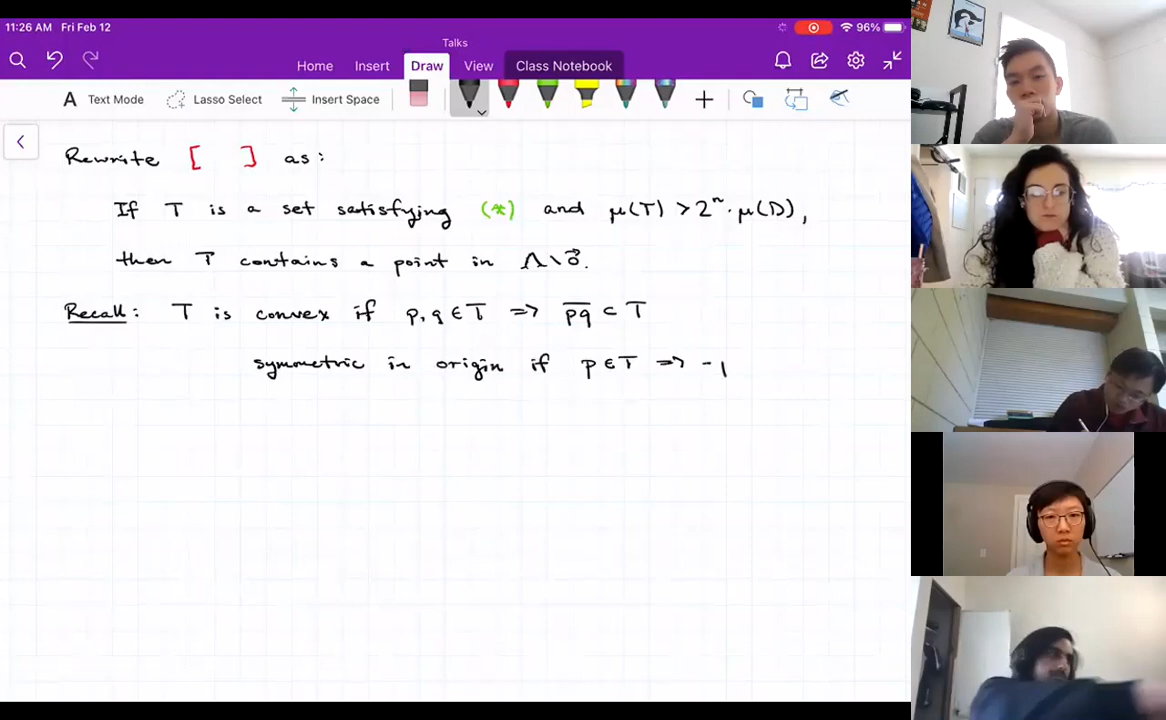 11:26 AM Fri Feb 12
96%
Talks
Home Insert Draw View Class Notebook
A Text Mode Lasso Select Insert Space
Rewrite [ ] as:
If T is a set satisfying (*) and μ(T) > 2ⁿ · μ(D),
then T contains a point in Λ \ 0⃗.
Recall: T is convex if p, q ∈ T ⇒ p̅q̅ ⊂ T
symmetric in origin if p ∈ T ⇒ -1